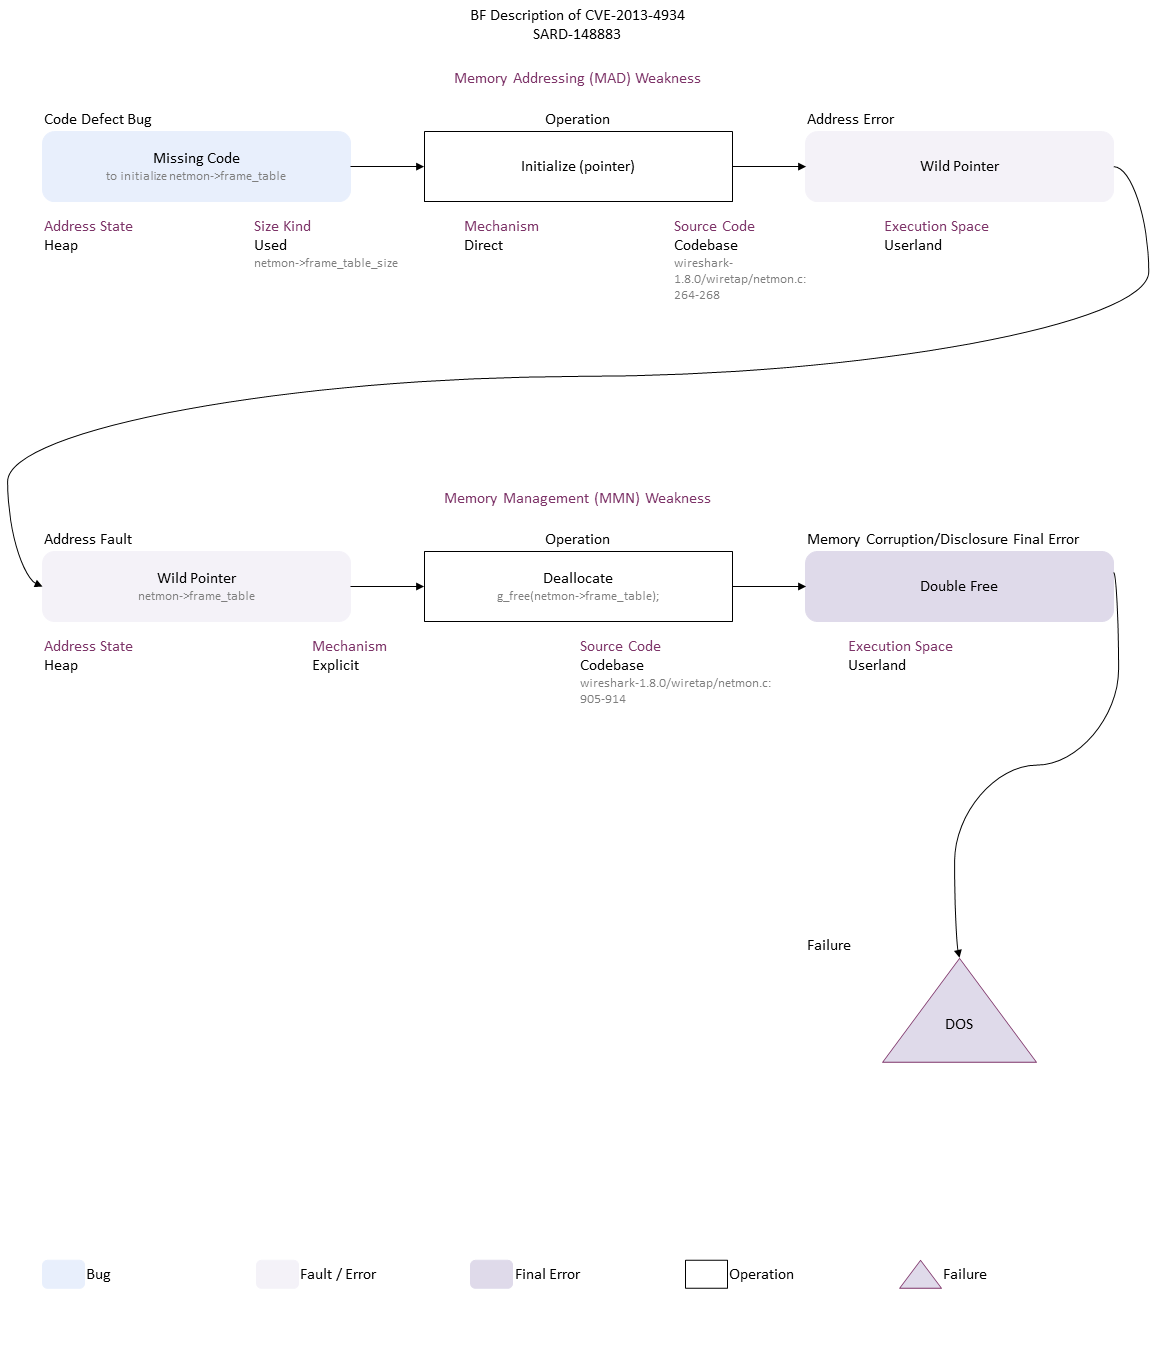 BF Description of CVE-2013-4934
SARD-148883
Memory Addressing (MAD) Weakness
Code Defect Bug
Operation
Address Error
Missing Code
to initialize netmon->frame_table
Initialize (pointer)
Wild Pointer
Address State
Heap
Size Kind
Used
netmon->frame_table_size
Mechanism
Direct
Source Code
Codebase
wireshark-
1.8.0/wiretap/netmon.c:
264-268
Execution Space
Userland
Memory Management (MMN) Weakness
Address Fault
Operation
Memory Corruption/Disclosure Final Error
Wild Pointer
netmon->frame_table
Deallocate
g_free(netmon->frame_table);
Double Free
Address State
Heap
Mechanism
Explicit
Source Code
Codebase
wireshark-1.8.0/wiretap/netmon.c:
905-914
Execution Space
Userland
Failure
DOS
Bug
Fault / Error
Final Error
Operation
Failure